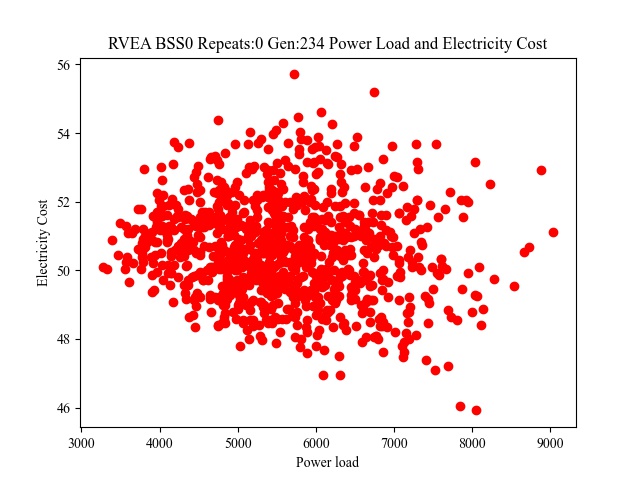 RVEA BSS0 Repeats:0 Gen:234 Power Load and Electricity Cost
56
54
52
50
48
46
Electricity Cost
3000 4000 5000 6000 7000 8000 9000
Power load